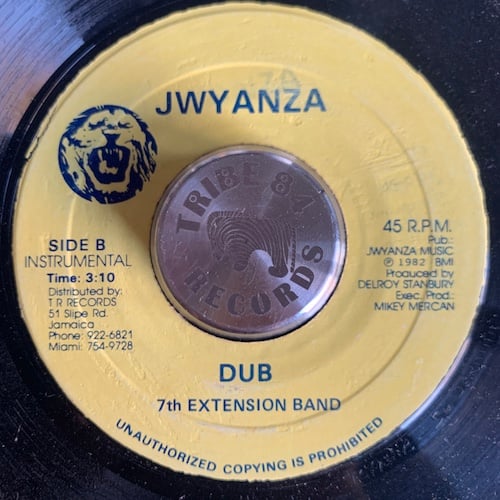 JWYANZA
TRIBE 84
RECORDS
SIDE B
INSTRUMENTAL
Time: 3:10
Distributed by:
T R RECORDS
51 Slipe Rd.
Jamaica
Phone: 922-6821
Miami: 754-9728
45 R.P.M.
Pub.:
JWYANZA MUSIC
℗ 1982 BMI
Produced by
DELROY STANBURY
Exec. Prod.:
MIKEY MERCAN
DUB
7th EXTENSION BAND
UNAUTHORIZED COPYING IS PROHIBITED